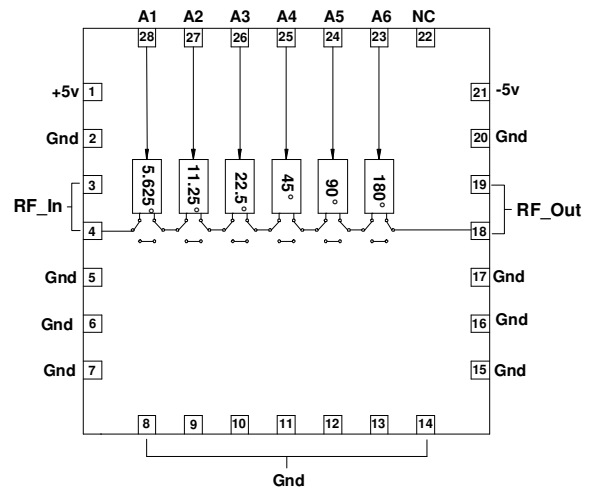 A1 A2 A3 A4 A5 A6 NC
28 27 26 25 24 23 22
+5v 1 21 -5v
Gnd 2 20 Gnd
5.625° 11.25° 22.5° 45° 90° 180°
3 19
RF_In RF_Out
4 18
Gnd 5 17 Gnd
Gnd 6 16 Gnd
Gnd 7 15 Gnd
8 9 10 11 12 13 14
Gnd